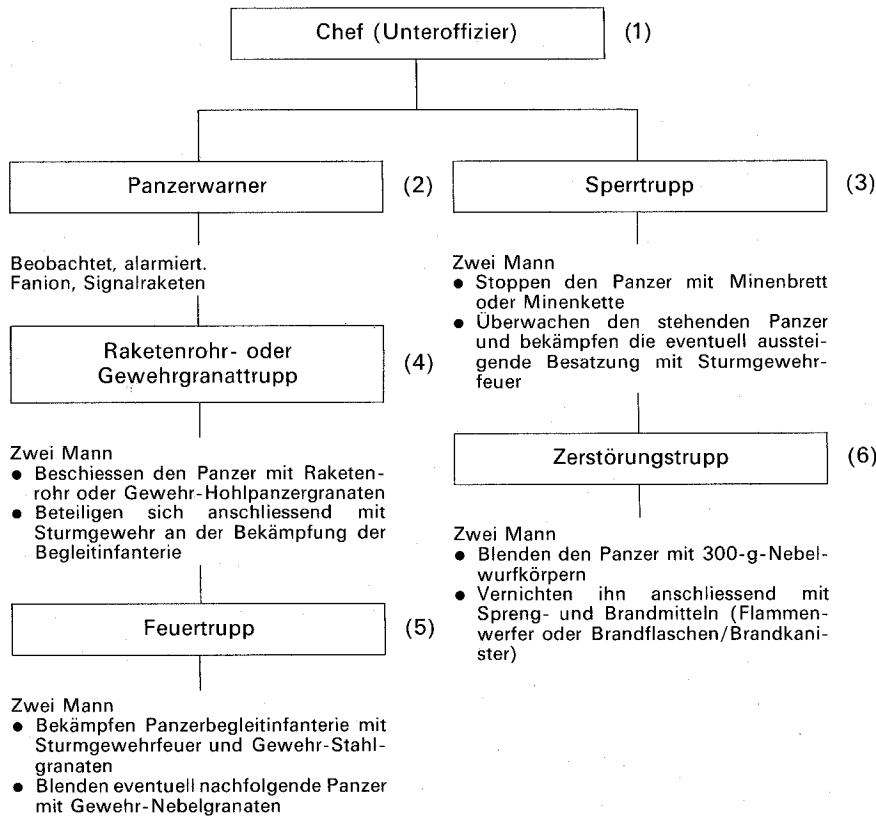 Chef (Unteroffizier) (1)
Panzerwarner (2)
Beobachtet, alarmiert.
Fanion, Signalraketen
Raketenrohr- oder
Gewehrgranattrupp (4)
Zwei Mann
● Beschiessen den Panzer mit Raketen-
rohr oder Gewehr-Hohlpanzergranaten
● Beteiligen sich anschliessend mit
Sturmgewehr an der Bekämpfung der
Begleitinfanterie
Feuertrupp (5)
Zwei Mann
● Bekämpfen Panzerbegleitinfanterie mit
Sturmgewehrfeuer und Gewehr-Stahl-
granaten
● Blenden eventuell nachfolgende Panzer
mit Gewehr-Nebelgranaten
Sperrtrupp (3)
Zwei Mann
● Stoppen den Panzer mit Minenbrett
oder Minenkette
● Überwachen den stehenden Panzer
und bekämpfen die eventuellausstei-
gende Besatzung mit Sturmgewehr-
feuer
Zerstörungstrupp (6)
Zwei Mann
● Blenden den Panzer mit 300-g-Nebel-
wurfkörpern
● Vernichten ihn anschliessend mit
Spreng- und Brandmitteln (Flammen-
werfer oder Brandflaschen/Brandkani-
ster)